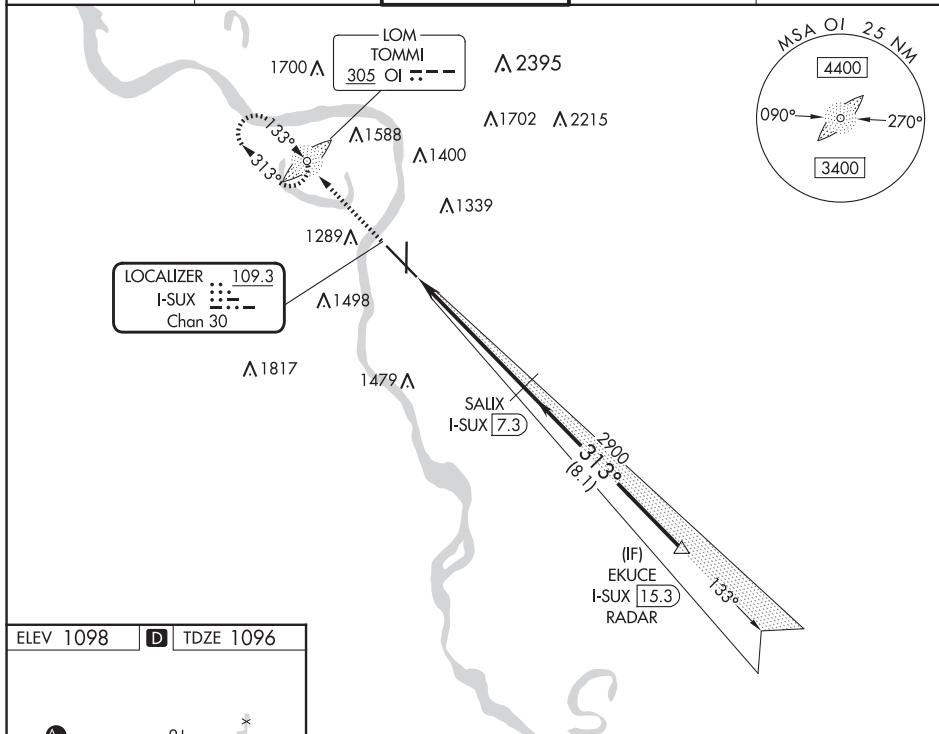 LOM
TOMMI
305 OI
1700
2395
MSA OI 25 NM
4400
090°
270°
3400
133°
313°
1588
1702
2215
1400
1339
1289
LOCALIZER 109.3
I-SUX
Chan 30
1498
1817
1479
SALIX
I-SUX 7.3
2900
313°
(8.1)
(IF)
EKUCE
I-SUX 15.3
RADAR
133°
ELEV 1098 D TDZE 1096